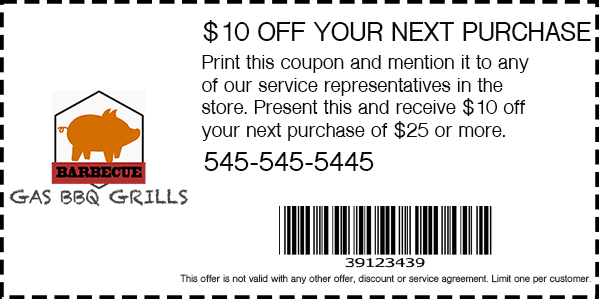 $10 OFF YOUR NEXT PURCHASE
Print this coupon and mention it to any
of our service representatives in the
store. Present this and receive $10 off
your next purchase of $25 or more.
545-545-5445
BARBECUE
GAS BBQ GRILLS
39123439
This offer is not valid with any other offer, discount or service agreement. Limit one per customer.